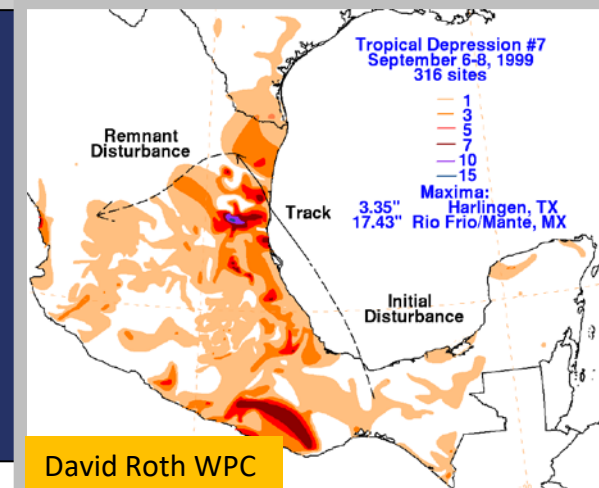 Tropical Depression #7
September 6-8, 1999
316 sites
1
3
5
7
10
15
Maxima:
3.35" Harlingen, TX
17.43" Rio Frio/Mante, MX
Remnant
Disturbance
Track
Initial
Disturbance
David Roth WPC